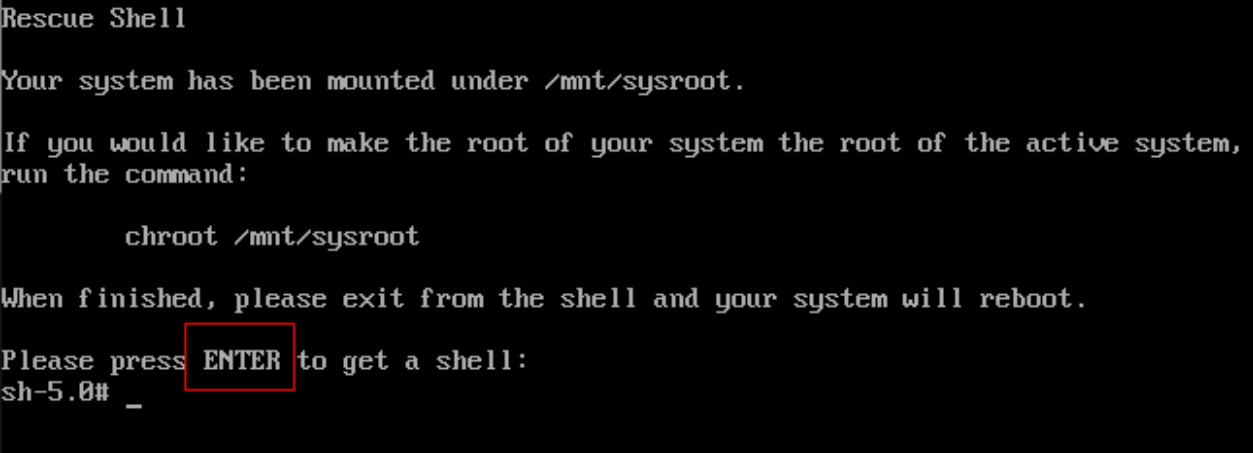 Rescue Shell
Your system has been mounted under /mnt/sysroot.
If you would like to make the root of your system the root of the active system,
run the command:
chroot /mnt/sysroot
When finished, please exit from the shell and your system will reboot.
Please press ENTER to get a shell:
sh-5.0# _